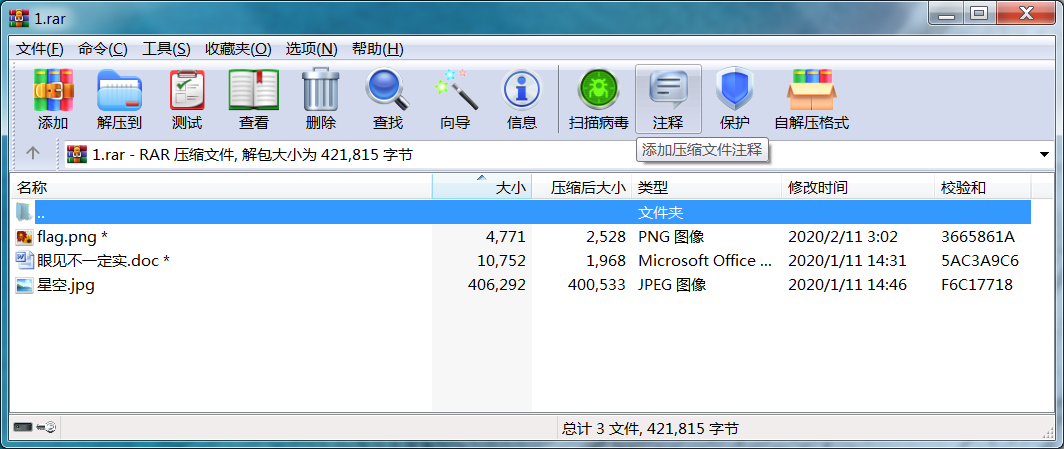 1.rar
文件(F) 命令(C) 工具(S) 收藏夹(O) 选项(N) 帮助(H)
添加 解压到 测试 查看 删除 查找 向导 信息 扫描病毒 注释 保护 自解压格式
添加压缩文件注释
1.rar - RAR 压缩文件, 解包大小为 421,815 字节
名称 大小 压缩后大小 类型 修改时间 校验和
.. 文件夹
flag.png * 4,771 2,528 PNG 图像 2020/2/11 3:02 3665861A
眼见不一定实.doc * 10,752 1,968 Microsoft Office ... 2020/1/11 14:31 5AC3A9C6
星空.jpg 406,292 400,533 JPEG 图像 2020/1/11 14:46 F6C17718
总计 3 文件, 421,815 字节